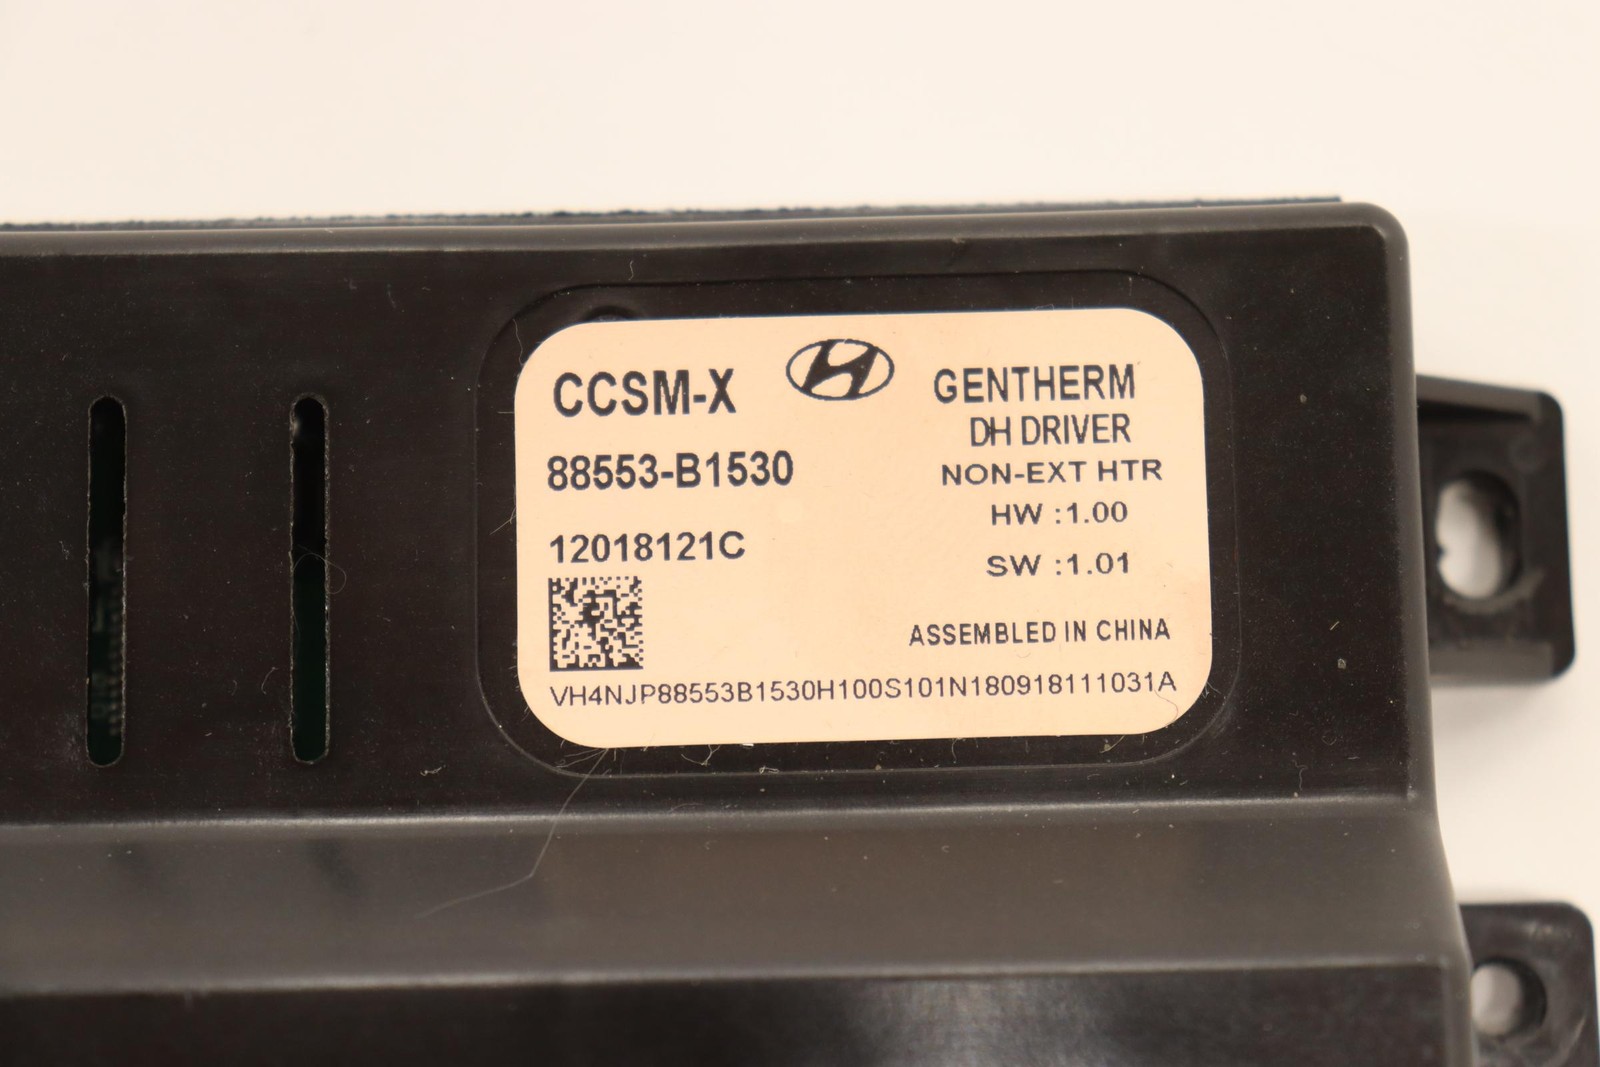 CCSM-X
88553-B1530
12018121C
GENTHERM
DH DRIVER
NON-EXT HTR
HW :1.00
SW :1.01
ASSEMBLED IN CHINA
VH4NJP88553B1530H100S101N180918111031A